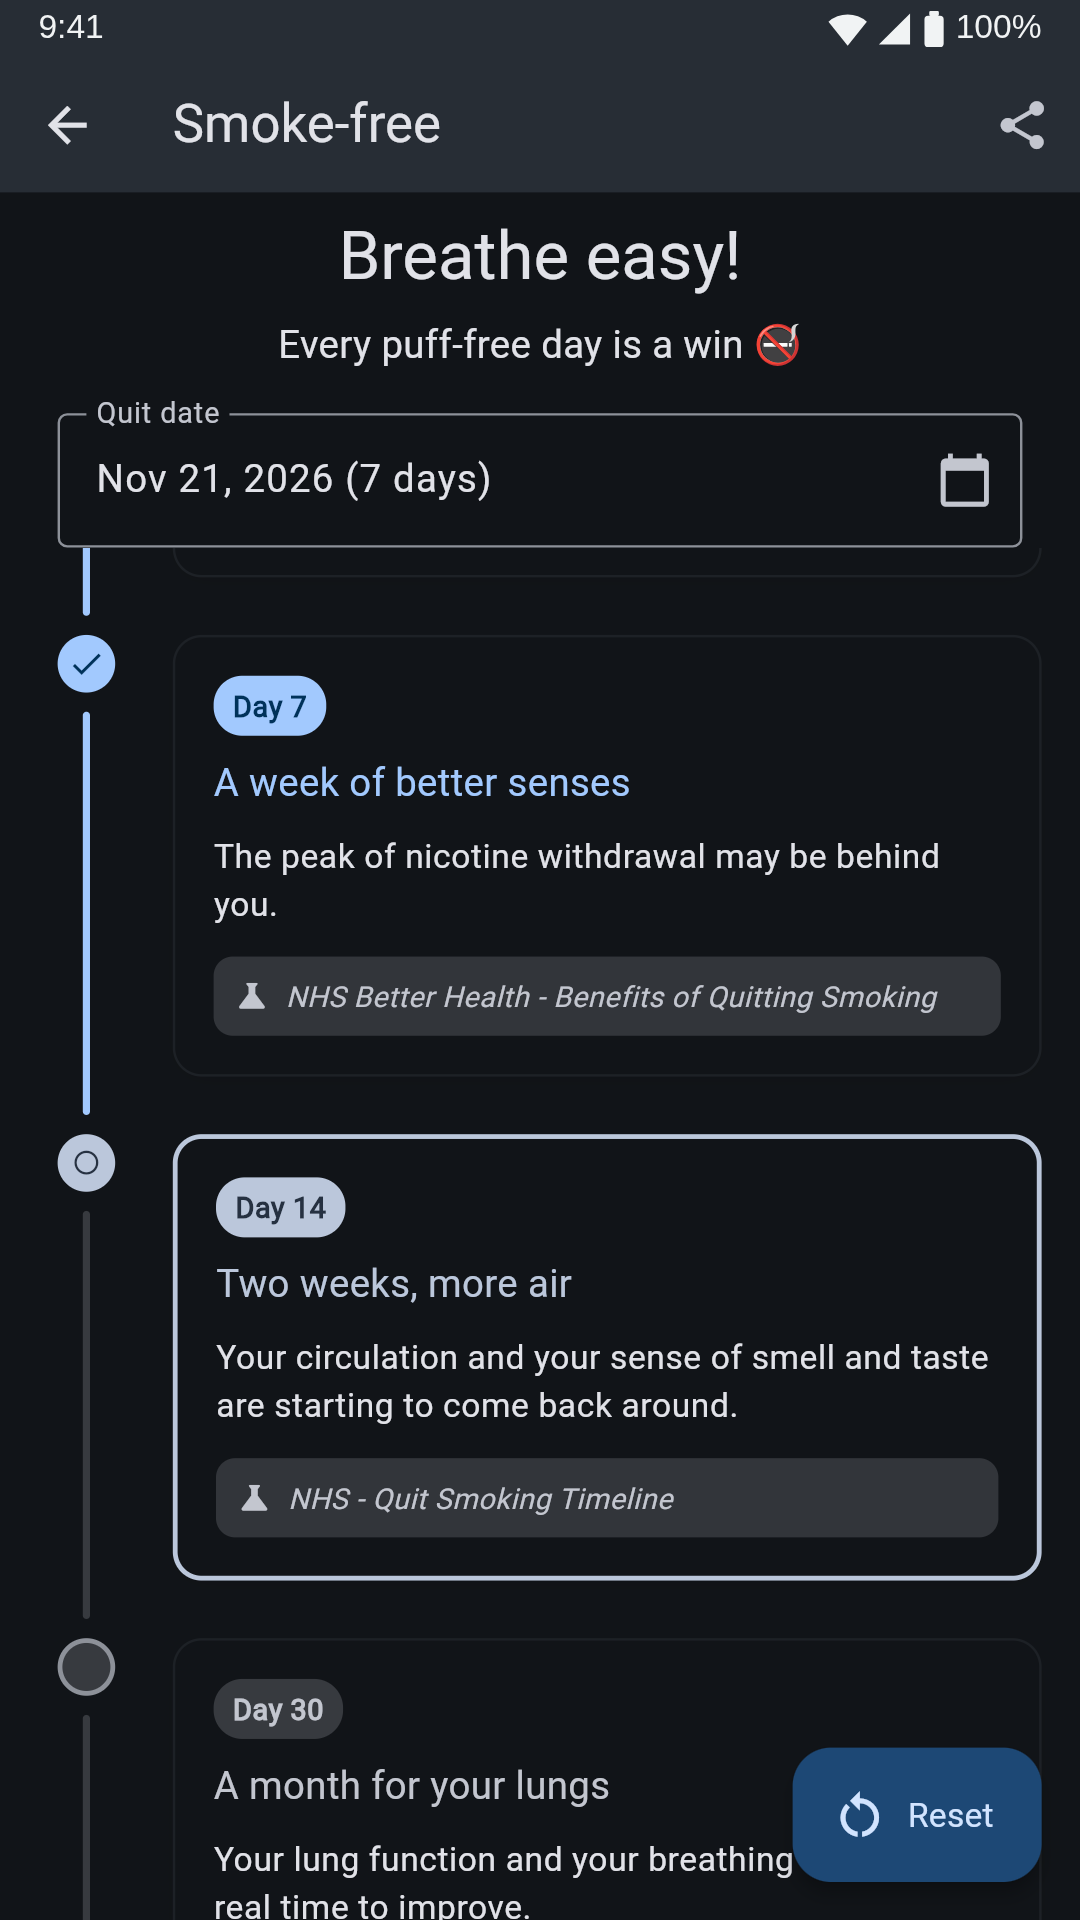 9:41
100%
Smoke-free
Breathe easy!
Every puff-free day is a win 🚭
Quit date
Nov 21, 2026 (7 days)
Day 7
A week of better senses
The peak of nicotine withdrawal may be behind
you.
NHS Better Health - Benefits of Quitting Smoking
Day 14
Two weeks, more air
Your circulation and your sense of smell and taste
are starting to come back around.
NHS - Quit Smoking Timeline
Day 30
A month for your lungs
Your lung function and your breathing
real time to improve.
Reset